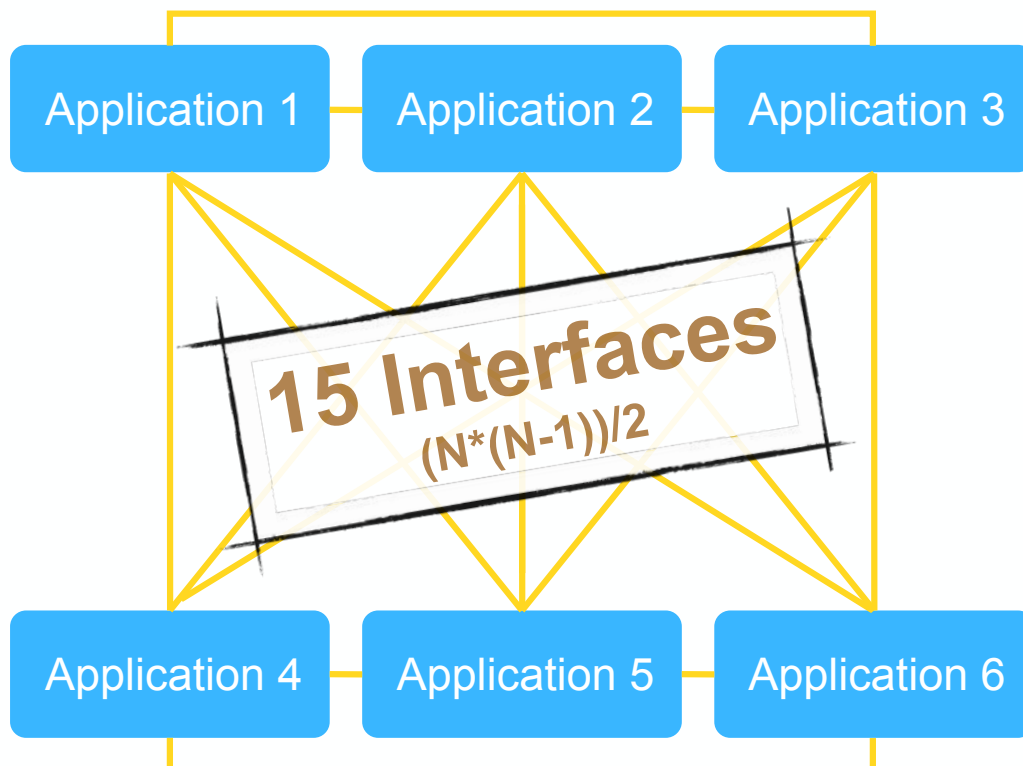 Application 1
Application 2
Application 3
15 Interfaces
(N*(N-1))/2
Application 4
Application 5
Application 6